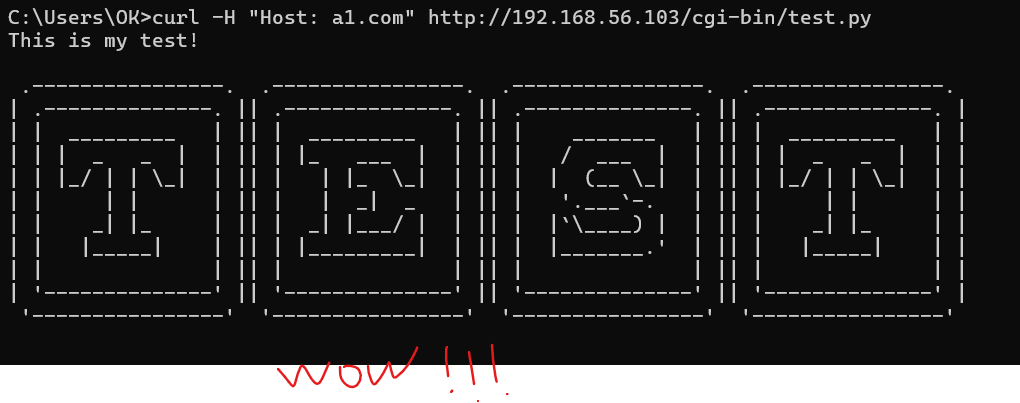 C:\Users\OK>curl -H "Host: a1.com" http://192.168.56.103/cgi-bin/test.py
This is my test!
TEST
wow !!!